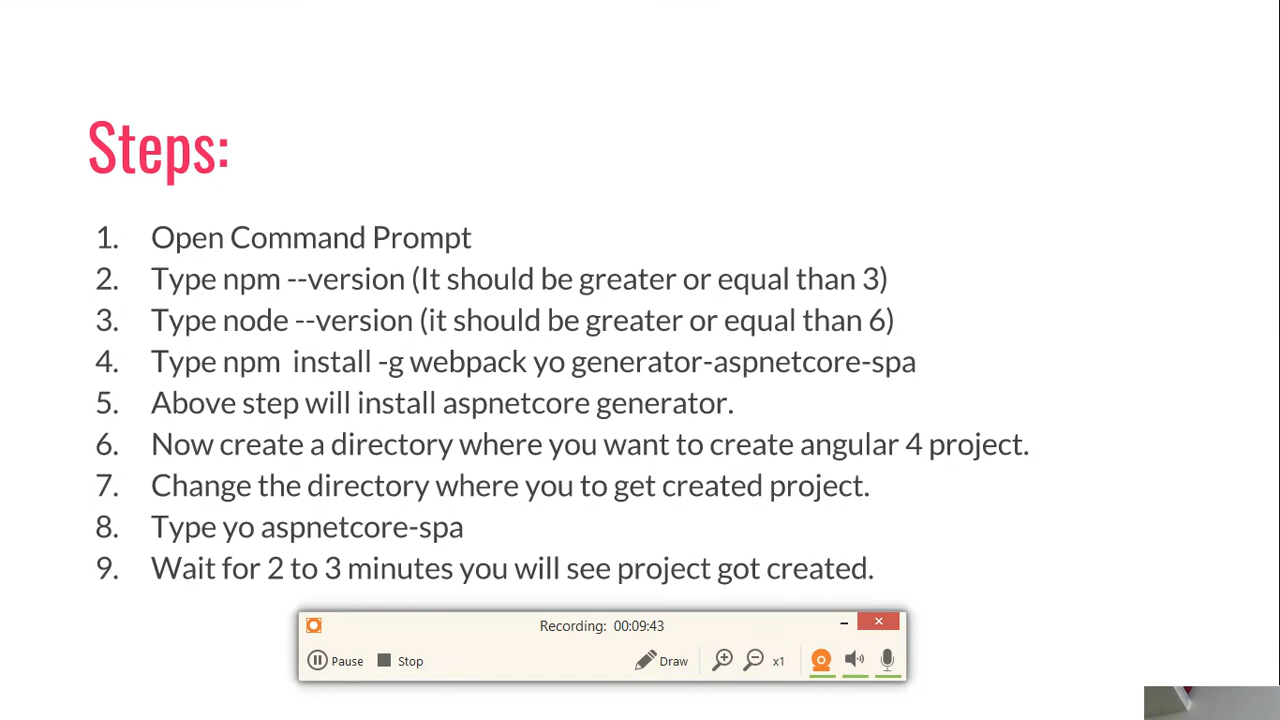 Steps:
1. Open Command Prompt
2. Type npm --version (It should be greater or equal than 3)
3. Type node --version (it should be greater or equal than 6)
4. Type npm  install -g webpack yo generator-aspnetcore-spa
5. Above step will install aspnetcore generator.
6. Now create a directory where you want to create angular 4 project.
7. Change the directory where you to get created project.
8. Type yo aspnetcore-spa
9. Wait for 2 to 3 minutes you will see project got created.
Recording: 00:09:43
Pause Stop Draw x1